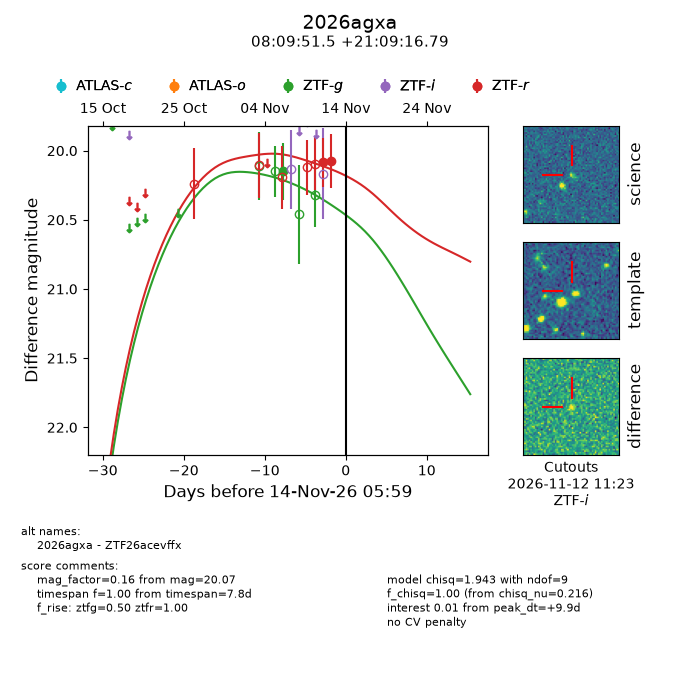 2026agxa
08:09:51.5 +21:09:16.79
ATLAS-c
ATLAS-o
ZTF-g
ZTF-i
ZTF-r
15 Oct
25 Oct
04 Nov
14 Nov
24 Nov
20.0
20.5
21.0
21.5
22.0
Difference magnitude
−30
−20
−10
0
10
Days before 14-Nov-26 05:59
science
template
difference
Cutouts
2026-11-12 11:23
ZTF-i
alt names:
2026agxa - ZTF26acevffx
score comments:
mag_factor=0.16 from mag=20.07
timespan f=1.00 from timespan=7.8d
f_rise: ztfg=0.50 ztfr=1.00
model chisq=1.943 with ndof=9
f_chisq=1.00 (from chisq_nu=0.216)
interest 0.01 from peak_dt=+9.9d
no CV penalty